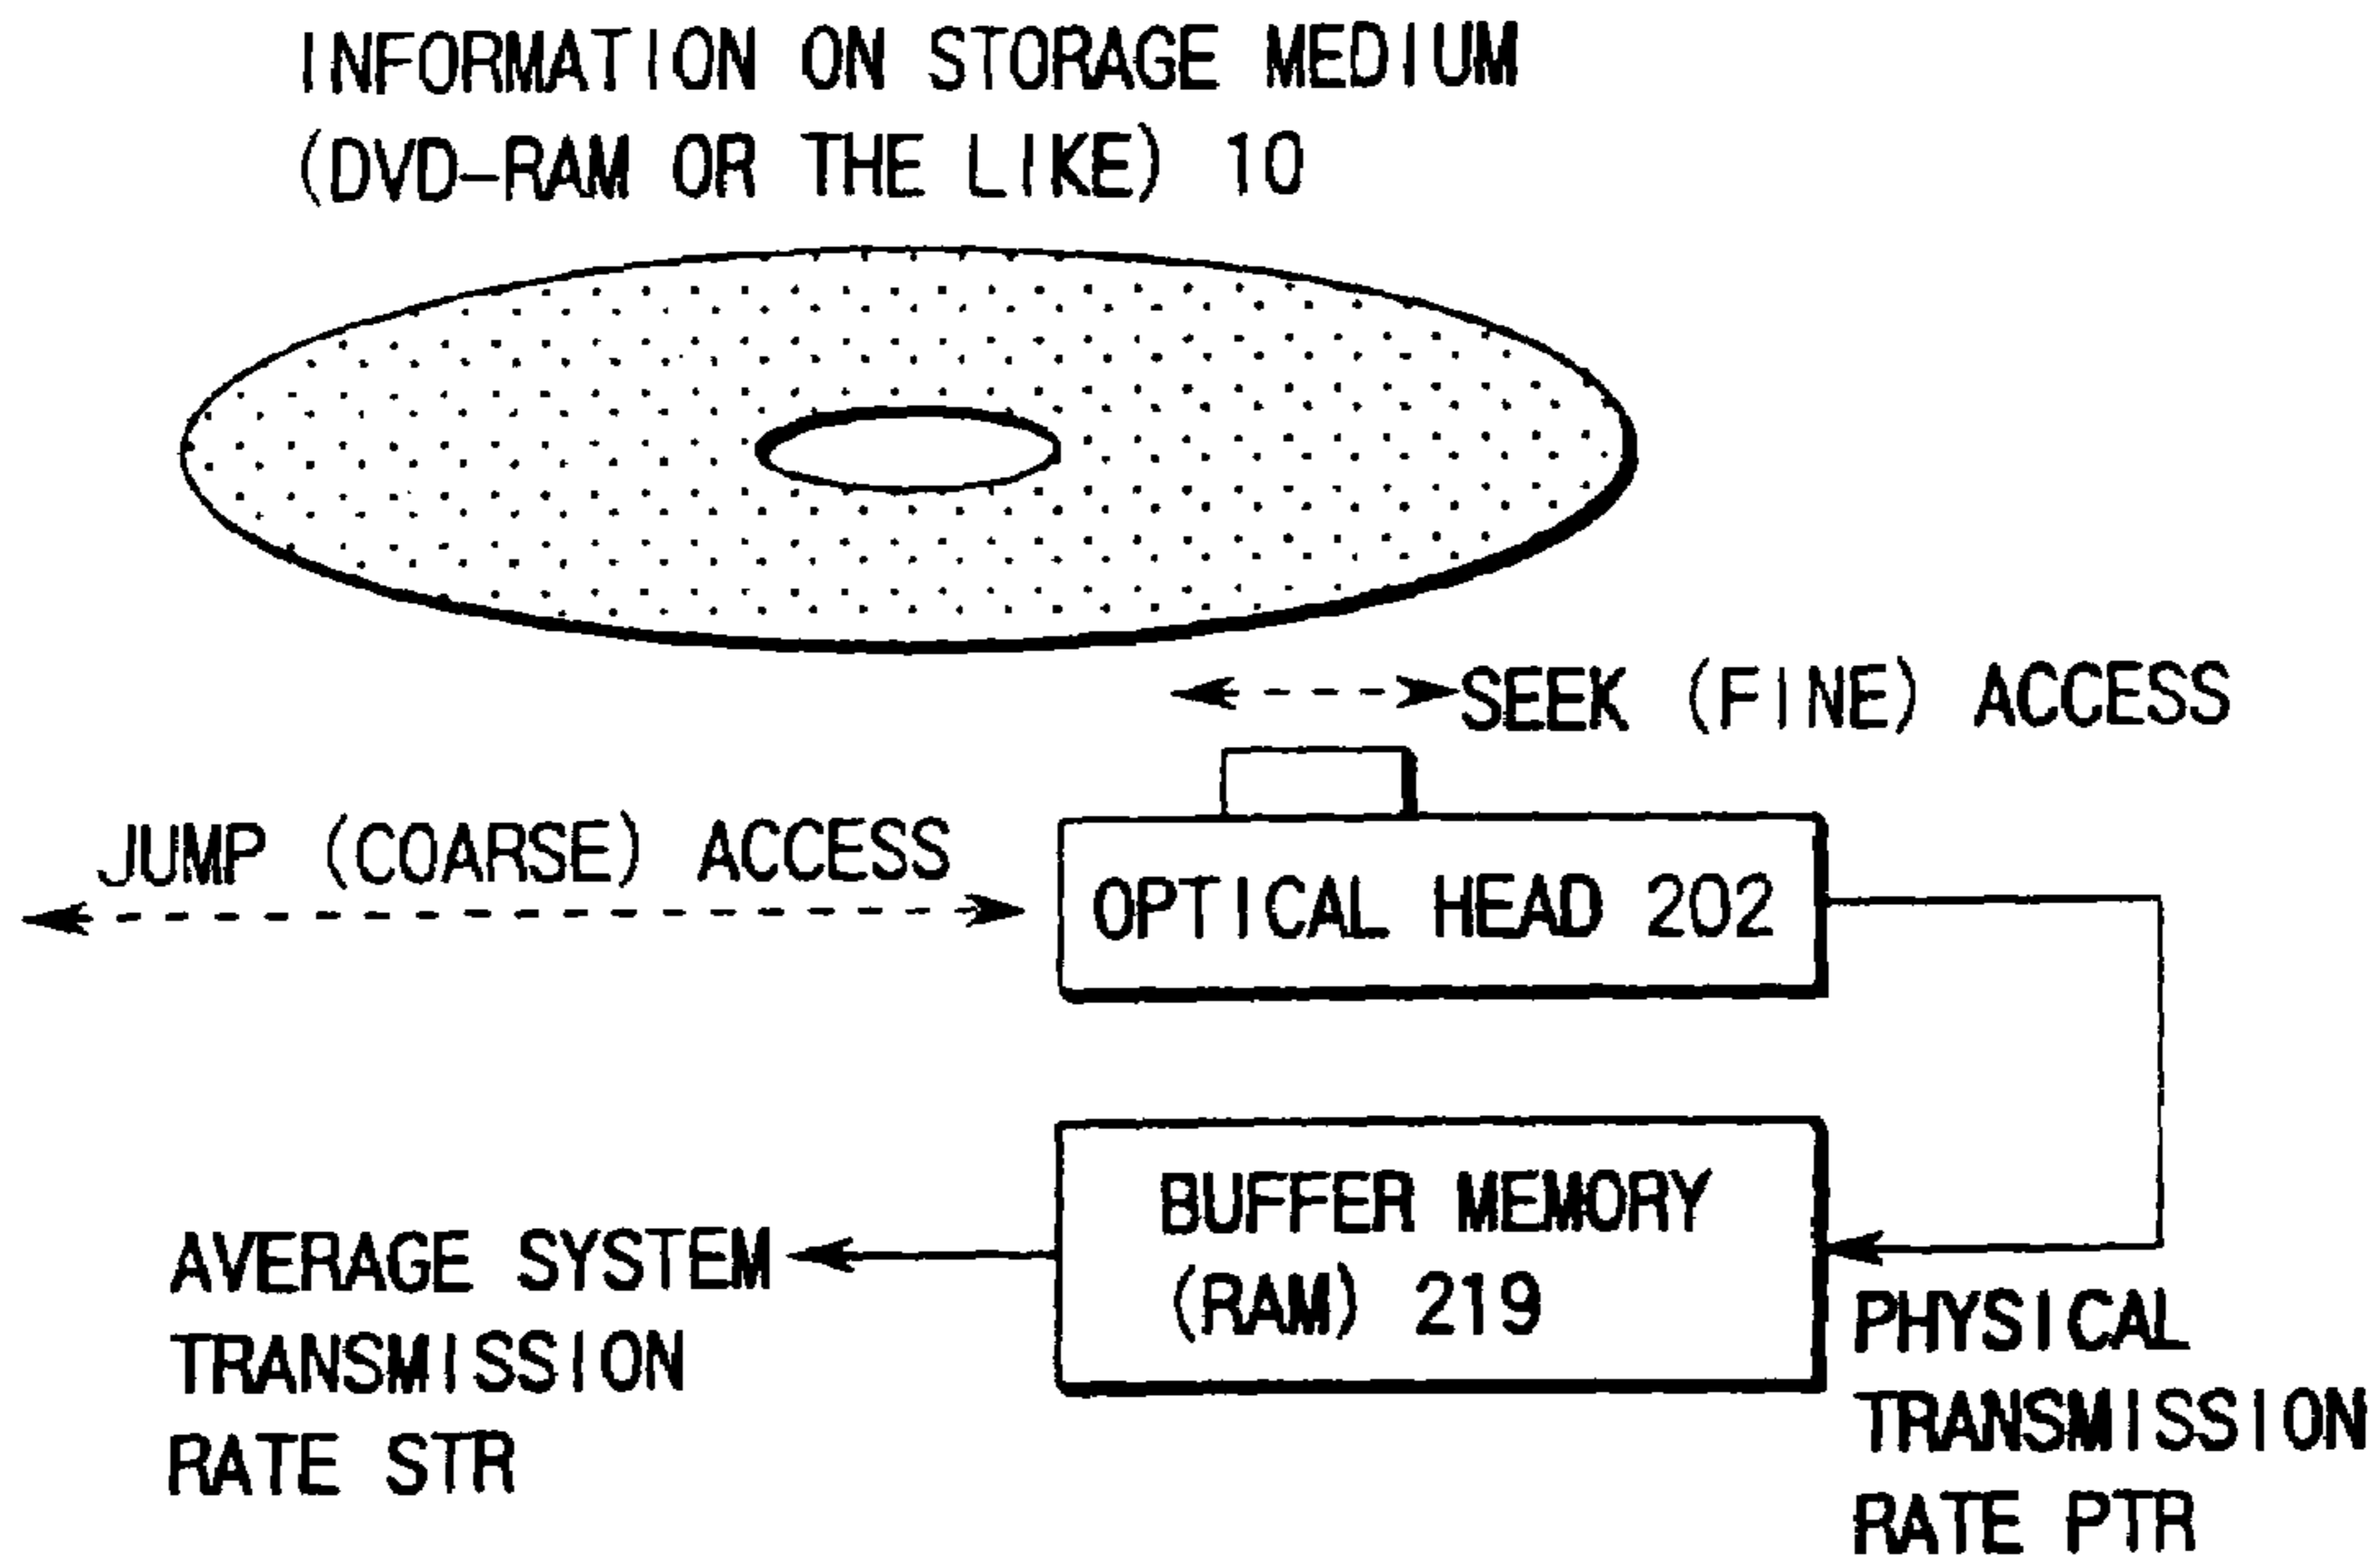 INFORMATION ON STORAGE MEDIUM
(DVD-RAM OR THE LIKE) 10
SEEK (FINE) ACCESS
JUMP (COARSE) ACCESS
OPTICAL HEAD 202
BUFFER MEMORY
(RAM) 219
AVERAGE SYSTEM
TRANSMISSION
RATE STR
PHYSICAL
TRANSMISSION
RATE PTR